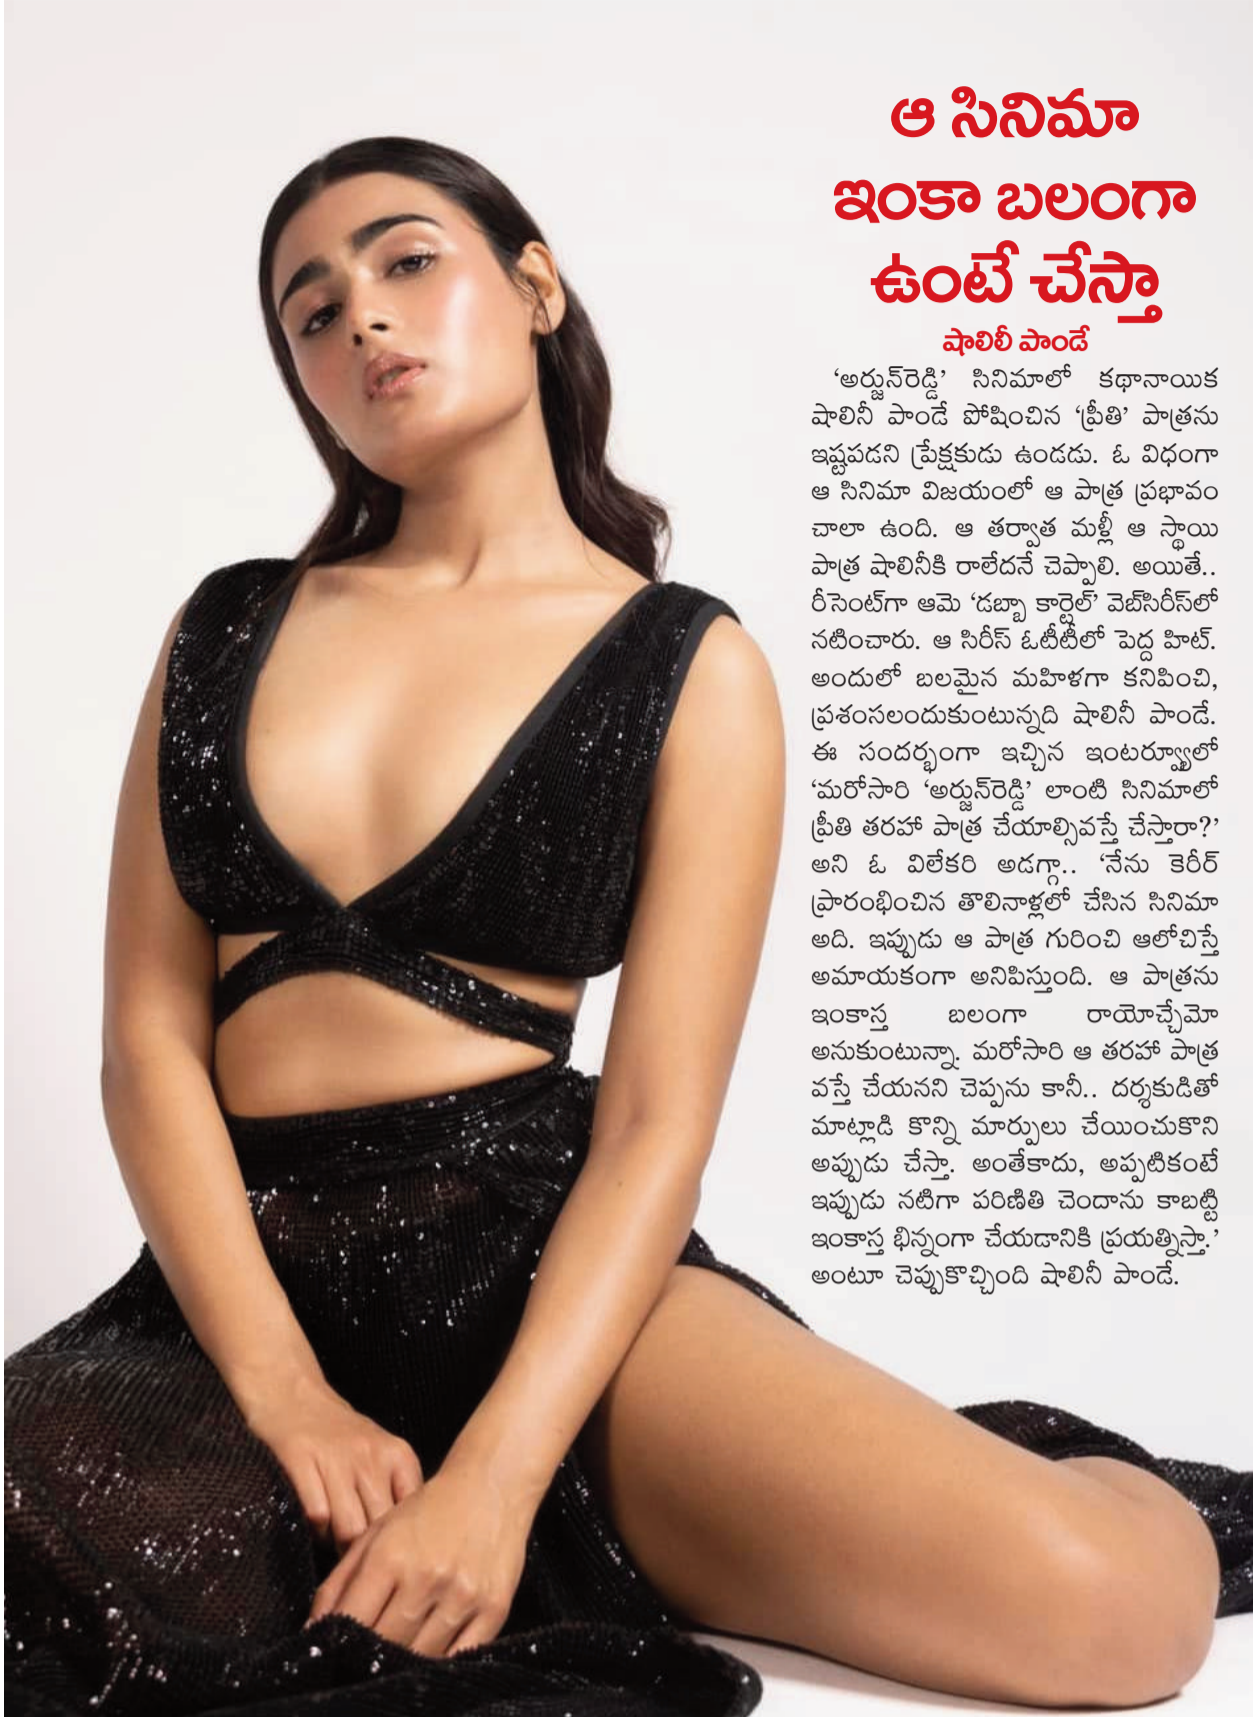 ఆ సినిమా
ఇంకా బలంగా
ఉంటే చేస్తా
షాలిలీ పాండే
‘అర్జున్‌రెడ్డి’ సినిమాలో కథానాయిక
షాలినీ పాండే పోషించిన ‘ప్రీతి’ పాత్రను
ఇష్టపడని ప్రేక్షకుడు ఉండడు. ఓ విధంగా
ఆ సినిమా విజయంలో ఆ పాత్ర ప్రభావం
చాలా ఉంది. ఆ తర్వాత మళ్లీ ఆ స్థాయి
పాత్ర షాలినీకి రాలేదనే చెప్పాలి. అయితే..
రీసెంట్‌గా ఆమె ‘డబ్బా కార్టెల్’ వెబ్‌సిరీస్‌లో
నటించారు. ఆ సిరీస్ ఓటీటీలో పెద్ద హిట్.
అందులో బలమైన మహిళగా కనిపించి,
ప్రశంసలందుకుంటున్నది షాలినీ పాండే.
ఈ సందర్భంగా ఇచ్చిన ఇంటర్వ్యూలో
‘మరోసారి ‘అర్జున్‌రెడ్డి’ లాంటి సినిమాలో
ప్రీతి తరహా పాత్ర చేయాల్సివస్తే చేస్తారా?’
అని ఓ విలేకరి అడగ్గా.. ‘నేను కెరీర్
ప్రారంభించిన తొలినాళ్లలో చేసిన సినిమా
అది. ఇప్పుడు ఆ పాత్ర గురించి ఆలోచిస్తే
అమాయకంగా అనిపిస్తుంది. ఆ పాత్రను
ఇంకాస్త బలంగా రాయోచ్చేమో
అనుకుంటున్నా. మరోసారి ఆ తరహా పాత్ర
వస్తే చేయనని చెప్పను కానీ.. దర్శకుడితో
మాట్లాడి కొన్ని మార్పులు చేయించుకొని
అప్పుడు చేస్తా. అంతేకాదు, అప్పటికంటే
ఇప్పుడు నటిగా పరిణితి చెందాను కాబట్టి
ఇంకాస్త భిన్నంగా చేయడానికి ప్రయత్నిస్తా.’
అంటూ చెప్పుకొచ్చింది షాలినీ పాండే.